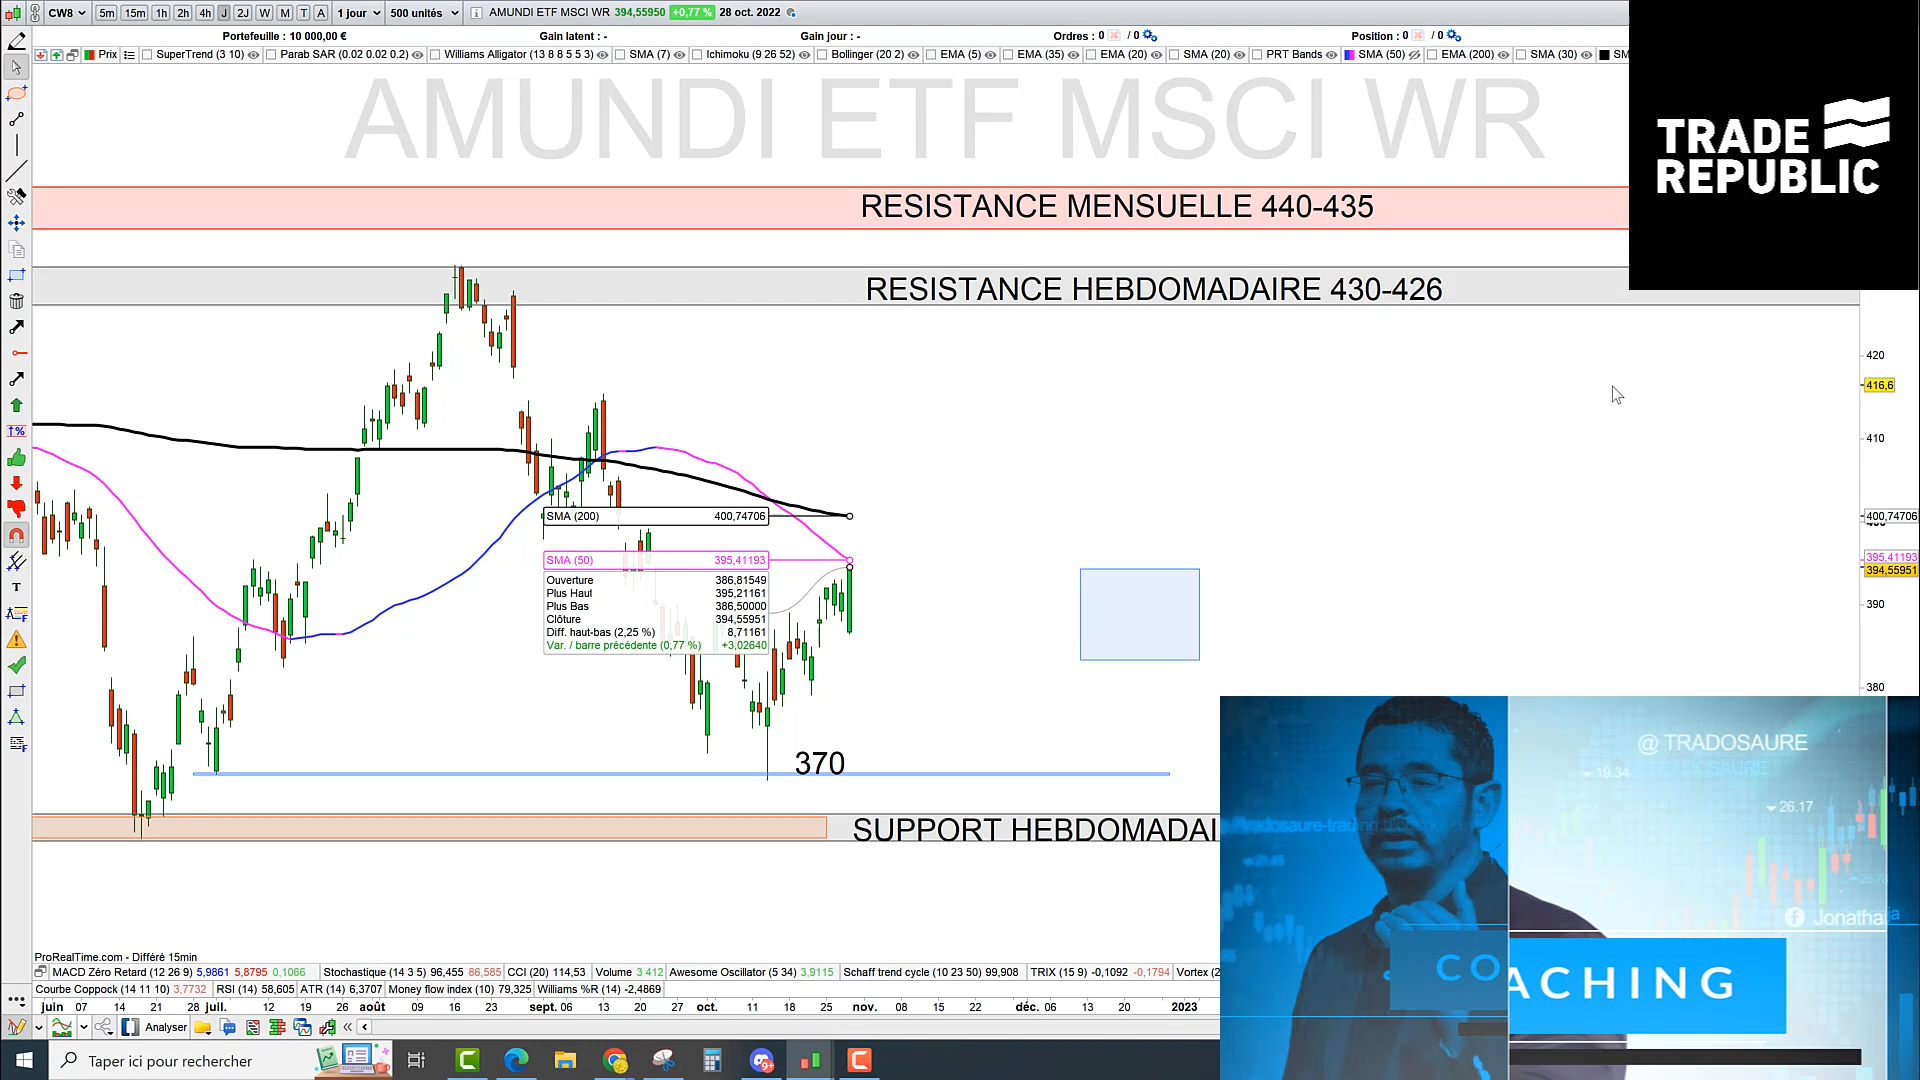 CW8 5m 15m 1h 2h 4h J 2J W M T A 1 jour 500 unités AMUNDI ETF MSCI WR 394,55950 +0,77 % 28 oct. 2022
Portefeuille : 10 000,00 € Gain latent : - Gain jour : - Ordres : 0 / 0 Position : 0 / 0
Prix SuperTrend (3 10) Parab SAR (0.02 0.02 0.2) Williams Alligator (13 8 8 5 5 3) SMA (7) Ichimoku (9 26 52) Bollinger (20 2) EMA (5) EMA (35) EMA (20) SMA (20) PRT Bands SMA (50) EMA (200) SMA (30)
AMUNDI ETF MSCI WR
TRADE
REPUBLIC
RESISTANCE MENSUELLE 440-435
RESISTANCE HEBDOMADAIRE 430-426
420
416,6
410
SMA (200) 400,74706
400,74706
SMA (50) 395,41193
395,41193
394,55951
Ouverture 386,81549
Plus Haut 395,21161
Plus Bas 386,50000
Clôture 394,55951
Diff. haut-bas (2,25 %) 8,71161
Var. / barre précédente (0,77 %) +3,02640
390
380
370
SUPPORT HEBDOMADAI
@ TRADOSAURE
19.34
26.17
Jonatha
COACHING
ProRealTime.com - Différé 15min
MACD Zéro Retard (12 26 9) 5,9861 5,8795 0,1066 Stochastique (14 3 5) 96,455 86,585 CCI (20) 114,53 Volume 3 412 Awesome Oscillator (5 34) 3,9115 Schaff trend cycle (10 23 50) 99,908 TRIX (15 9) -0,1092 -0,1794 Vortex (2
Courbe Coppock (14 11 10) 3,7732 RSI (14) 58,605 ATR (14) 6,3707 Money flow index (10) 79,325 Williams %R (14) -2,4869
juin 07 14 21 28 juil. 12 19 26 août 09 16 23 sept. 06 13 20 27 oct. 11 18 25 nov. 08 15 22 déc. 06 13 20 2023
Analyser
Taper ici pour rechercher